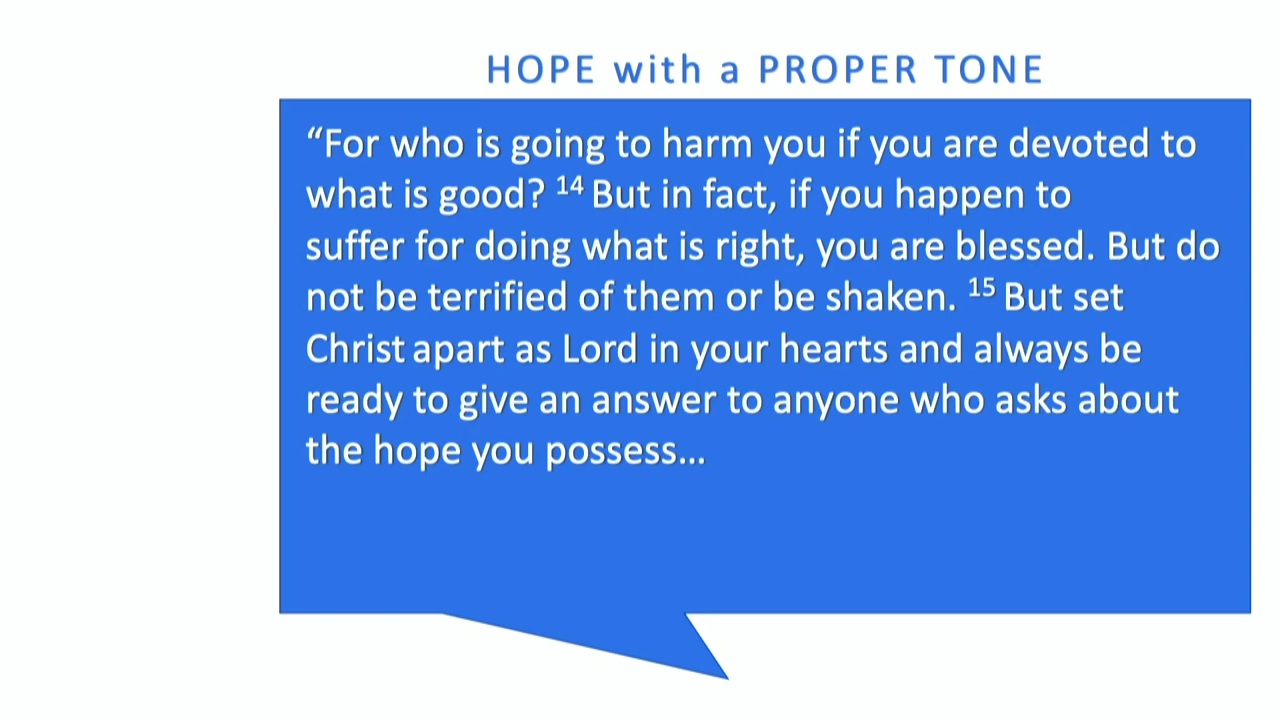 HOPE with a PROPER TONE
“For who is going to harm you if you are devoted to
what is good? 14 But in fact, if you happen to
suffer for doing what is right, you are blessed. But do
not be terrified of them or be shaken. 15 But set
Christ apart as Lord in your hearts and always be
ready to give an answer to anyone who asks about
the hope you possess…